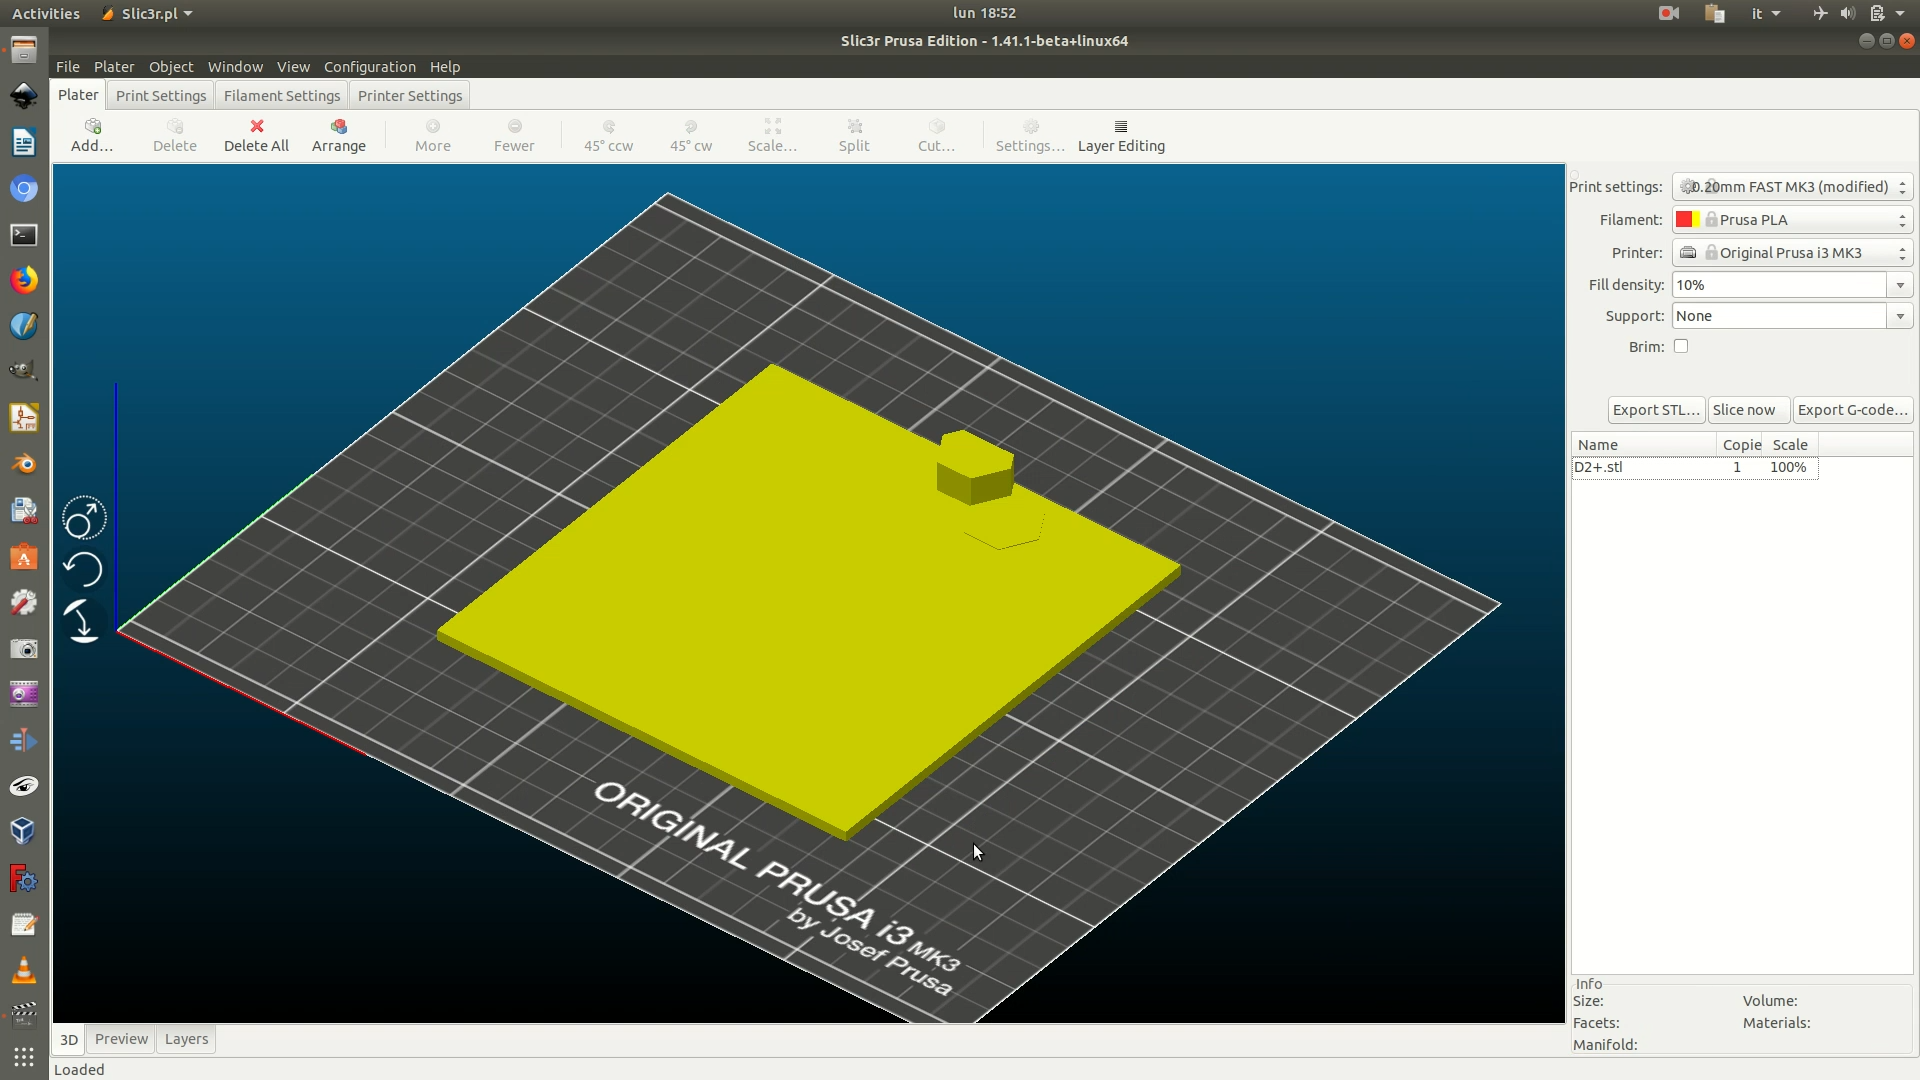 Activities Slic3r.pl lun 18:52 it
Slic3r Prusa Edition - 1.41.1-beta+linux64
File Plater Object Window View Configuration Help
Plater Print Settings Filament Settings Printer Settings
Add... Delete Delete All Arrange More Fewer 45° ccw 45° cw Scale... Split Cut... Settings... Layer Editing
Print settings: 0.20mm FAST MK3 (modified)
Filament: Prusa PLA
Printer: Original Prusa i3 MK3
Fill density: 10%
Support: None
Brim:
Export STL... Slice now Export G-code...
Name Copie Scale
D2+.stl 1 100%
ORIGINAL PRUSA i3 MK3
by Josef Prusa
Info
Size: Volume:
Facets: Materials:
Manifold:
3D Preview Layers
Loaded